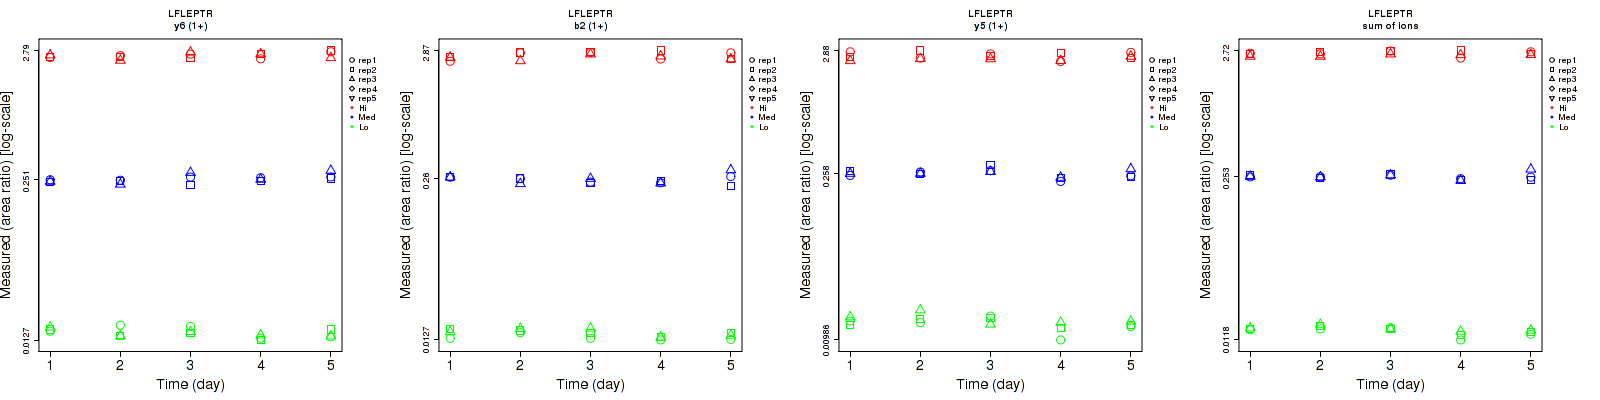 LFLEPTR
y6 (1+)
Measured (area ratio) [log-scale]
2.79
0.251
0.0127
1 2 3 4 5
Time (day)
rep1
rep2
rep3
rep4
rep5
Hi
Med
Lo
LFLEPTR
b2 (1+)
Measured (area ratio) [log-scale]
2.87
0.26
0.0127
1 2 3 4 5
Time (day)
rep1
rep2
rep3
rep4
rep5
Hi
Med
Lo
LFLEPTR
y5 (1+)
Measured (area ratio) [log-scale]
2.88
0.258
0.00986
1 2 3 4 5
Time (day)
rep1
rep2
rep3
rep4
rep5
Hi
Med
Lo
LFLEPTR
sum of ions
Measured (area ratio) [log-scale]
2.72
0.253
0.0118
1 2 3 4 5
Time (day)
rep1
rep2
rep3
rep4
rep5
Hi
Med
Lo